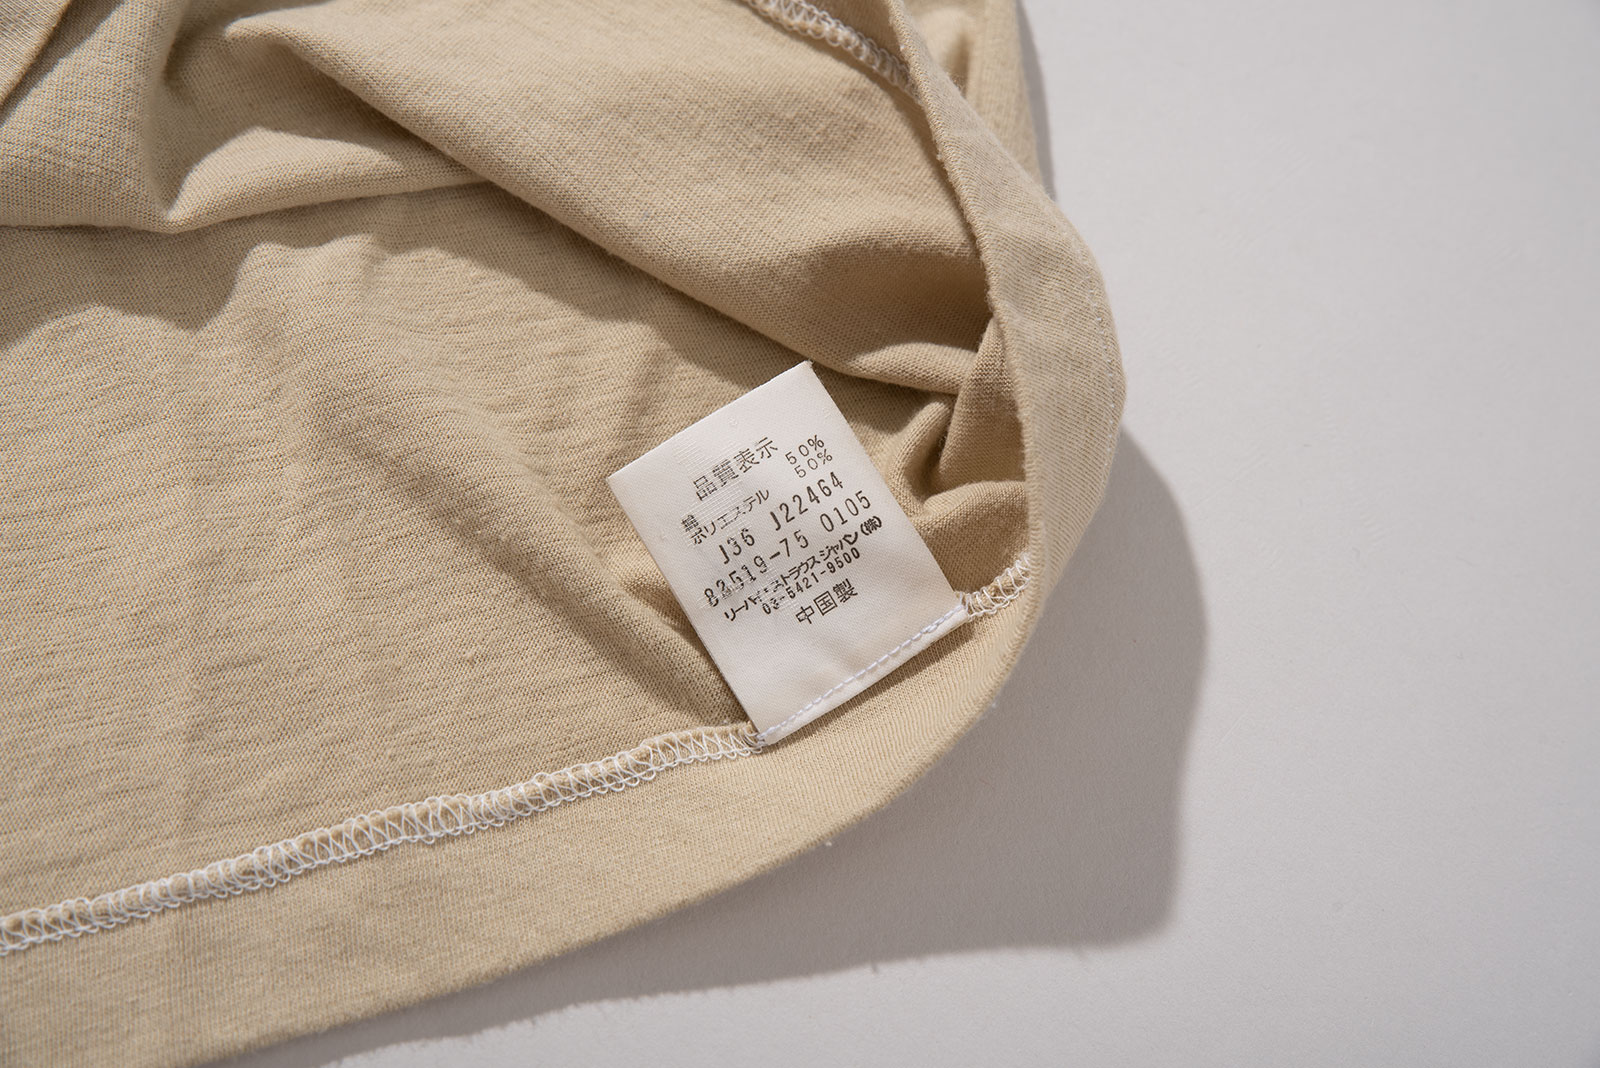 品質表示
綿 50%
ポリエステル 50%
J36 J22464
83519-75 0105
リーバイ・ストラウス ジャパン(株)
03-5421-9500
中国製